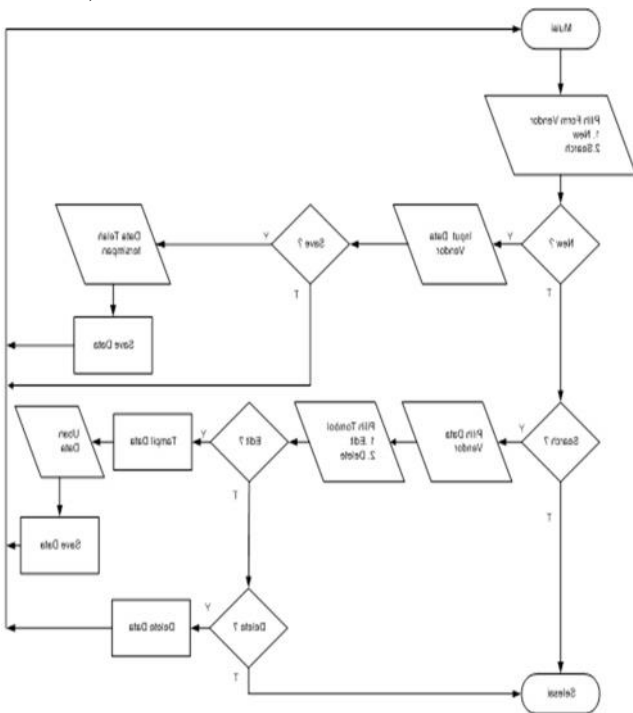 Mulai
Pilih Form Vendor
1. New
2.Search
New ?
Y
T
Input Data
Vendor
Save ?
Y
T
Data Telah
tersimpan
Save Data
Search ?
Y
T
Pilih Data
Vendor
Pilih Tombol
1. Edit
2. Delete
Edit ?
Y
T
Tampil Data
Ubah
Data
Save Data
Delete ?
Y
T
Delete Data
Selesai